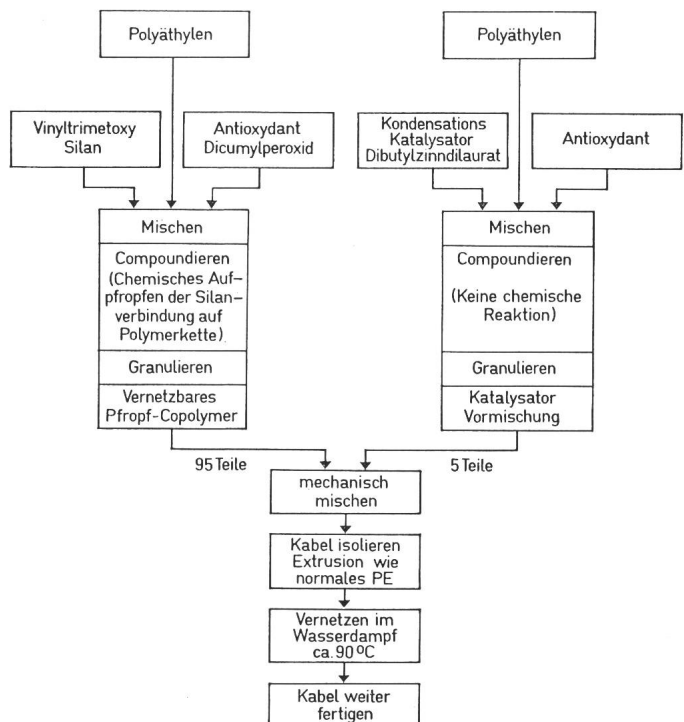 Polyäthylen
Vinyltrimetoxy
Silan
Antioxydant
Dicumylperoxid
Mischen
Compoundieren
(Chemisches Auf-
pfropfen der Silan-
verbindung auf
Polymerkette)
Granulieren
Vernetzbares
Pfropf-Copolymer
95 Teile
Polyäthylen
Kondensations
Katalysator
Dibutylzinndilaurat
Antioxydant
Mischen
Compoundieren
(Keine chemische
Reaktion)
Granulieren
Katalysator
Vormischung
5 Teile
mechanisch
mischen
Kabel isolieren
Extrusion wie
normales PE
Vernetzen im
Wasserdampf
ca. 90 °C
Kabel weiter
fertigen